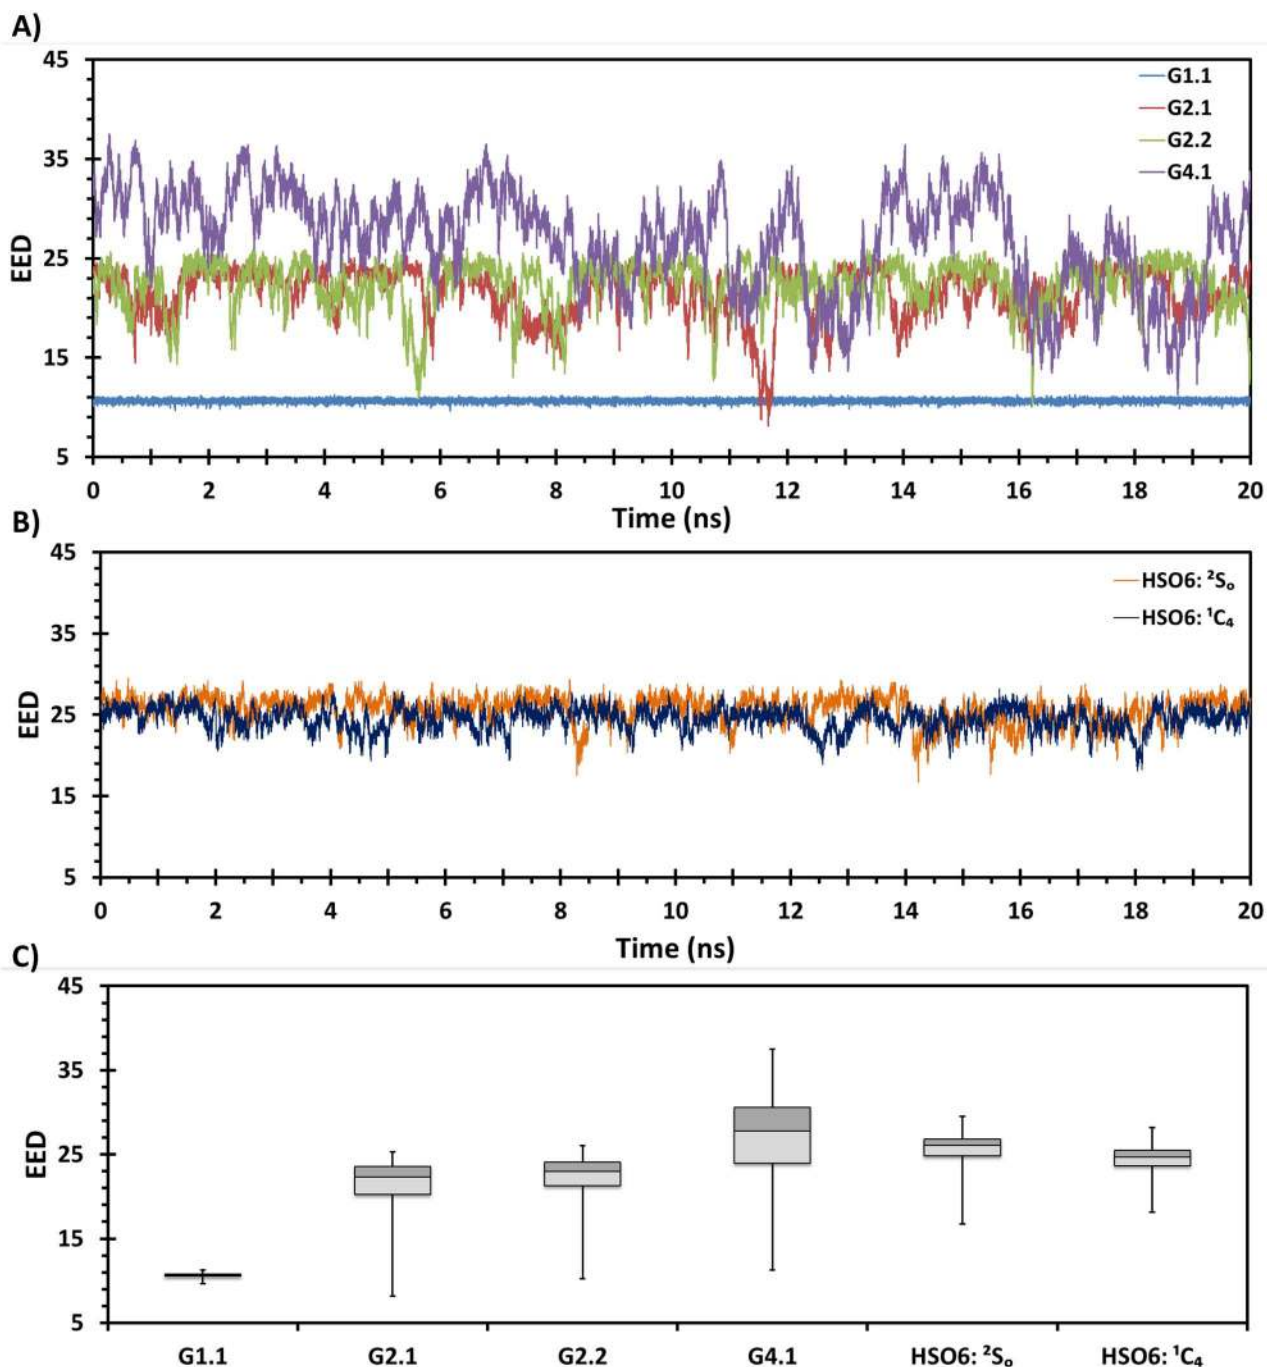 A)
45
35
25
15
5
EED
G1.1
G2.1
G2.2
G4.1
0 2 4 6 8 10 12 14 16 18 20
Time (ns)
B)
45
35
25
15
5
EED
HSO6: ²Sₒ
HSO6: ¹C₄
0 2 4 6 8 10 12 14 16 18 20
Time (ns)
C)
45
35
25
15
5
EED
G1.1 G2.1 G2.2 G4.1 HSO6: ²Sₒ HSO6: ¹C₄